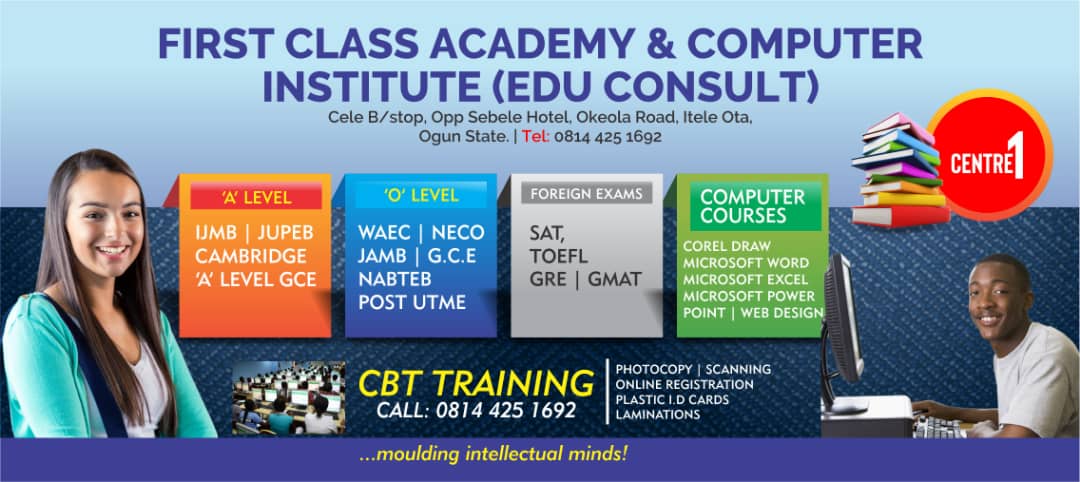 FIRST CLASS ACADEMY & COMPUTER
INSTITUTE (EDU CONSULT)
Cele B/stop, Opp Sebele Hotel, Okeola Road, Itele Ota,
Ogun State. | Tel: 0814 425 1692
CENTRE 1
'A' LEVEL
IJMB | JUPEB
CAMBRIDGE
'A' LEVEL GCE
'O' LEVEL
WAEC | NECO
JAMB | G.C.E
NABTEB
POST UTME
FOREIGN EXAMS
SAT,
TOEFL
GRE | GMAT
COMPUTER
COURSES
COREL DRAW
MICROSOFT WORD
MICROSOFT EXCEL
MICROSOFT POWER
POINT | WEB DESIGN
CBT TRAINING
CALL: 0814 425 1692
PHOTOCOPY | SCANNING
ONLINE REGISTRATION
PLASTIC I.D CARDS
LAMINATIONS
...moulding intellectual minds!